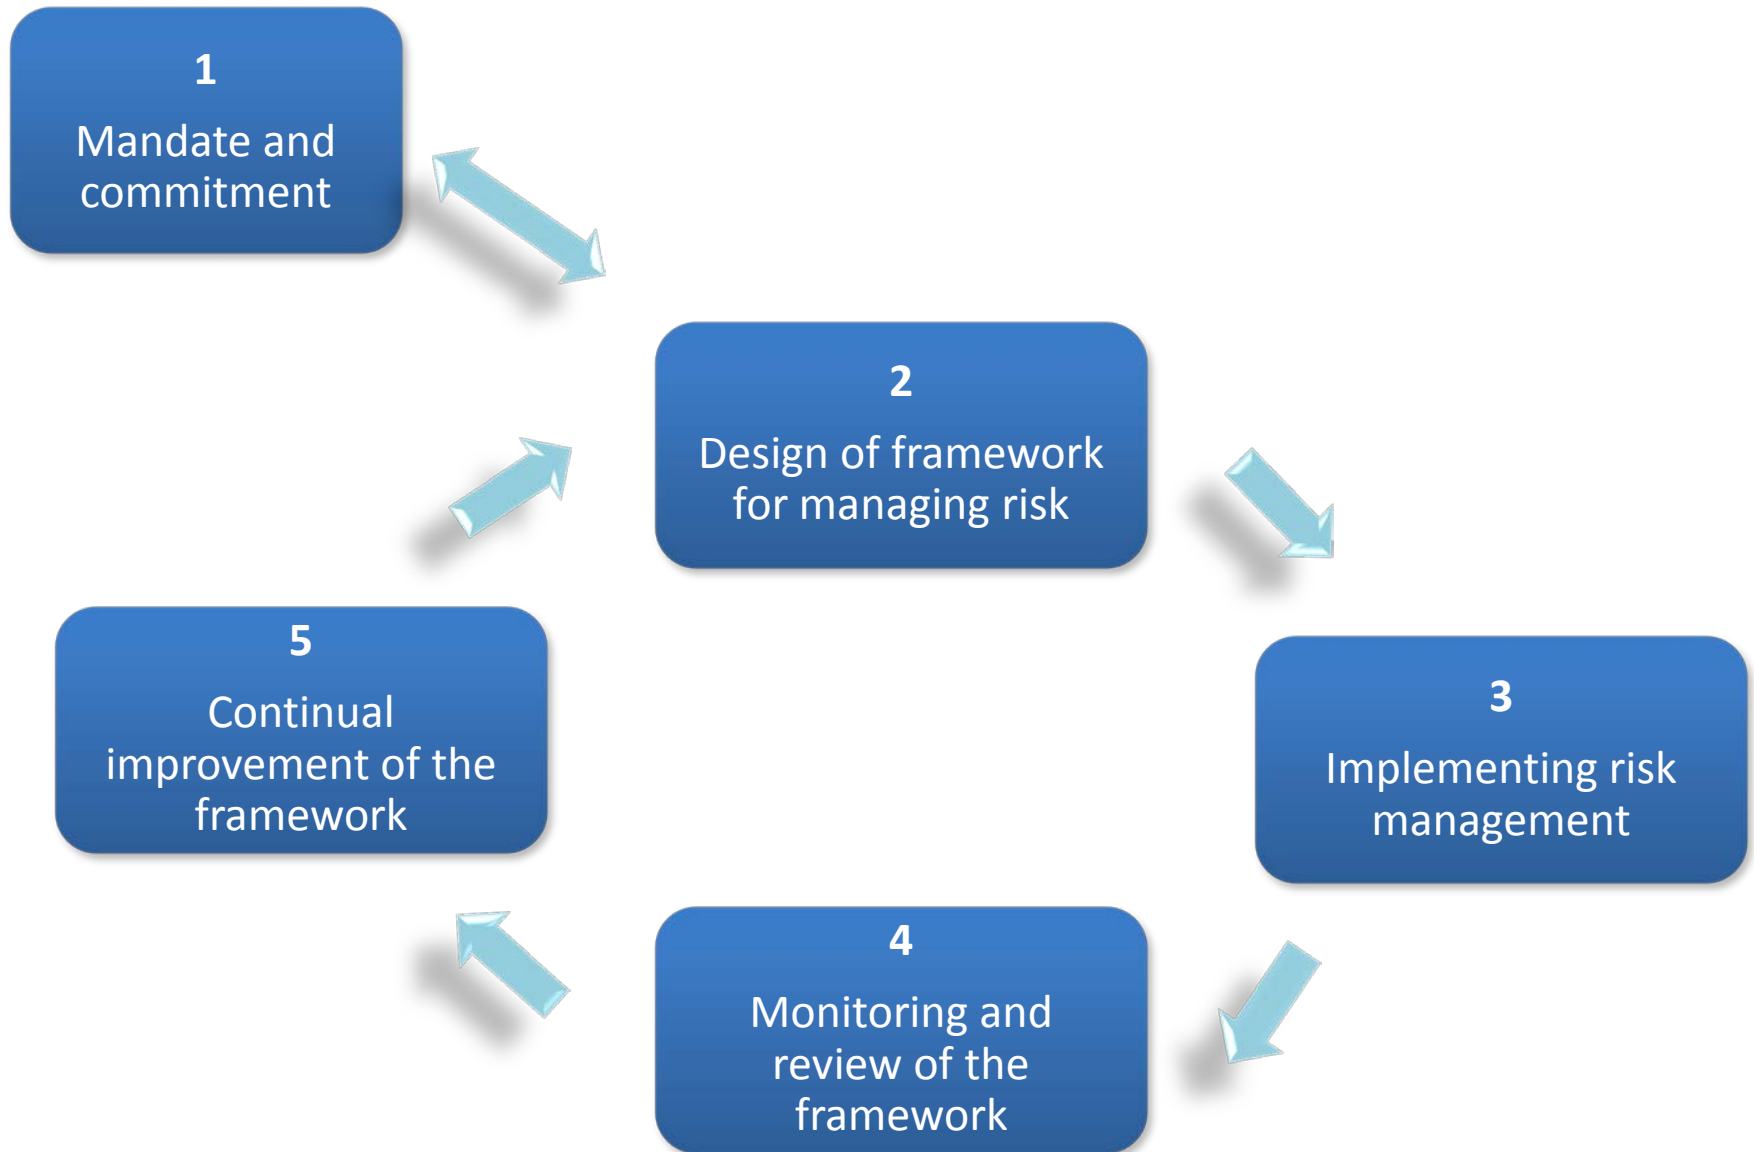 1
Mandate and
commitment
2
Design of framework
for managing risk
3
Implementing risk
management
4
Monitoring and
review of the
framework
5
Continual
improvement of the
framework